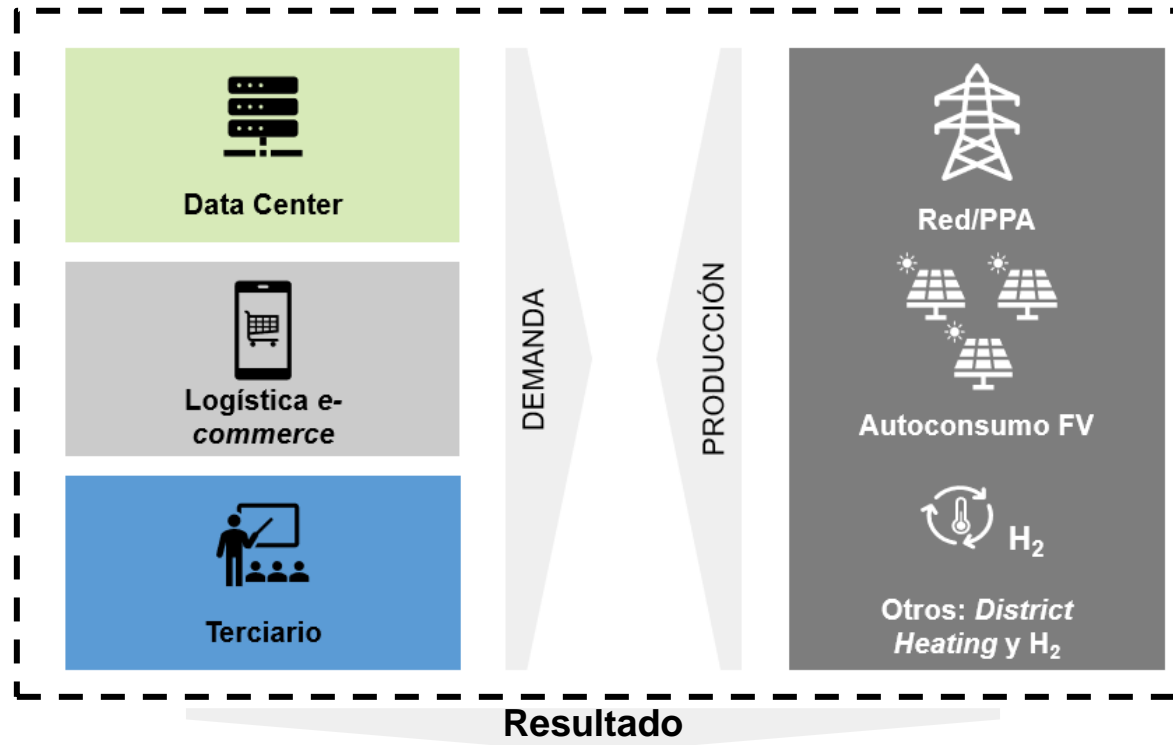 Data Center
Logística e-
commerce
Terciario
DEMANDA
PRODUCCIÓN
Red/PPA
Autoconsumo FV
H₂
Otros: District
Heating y H₂
Resultado